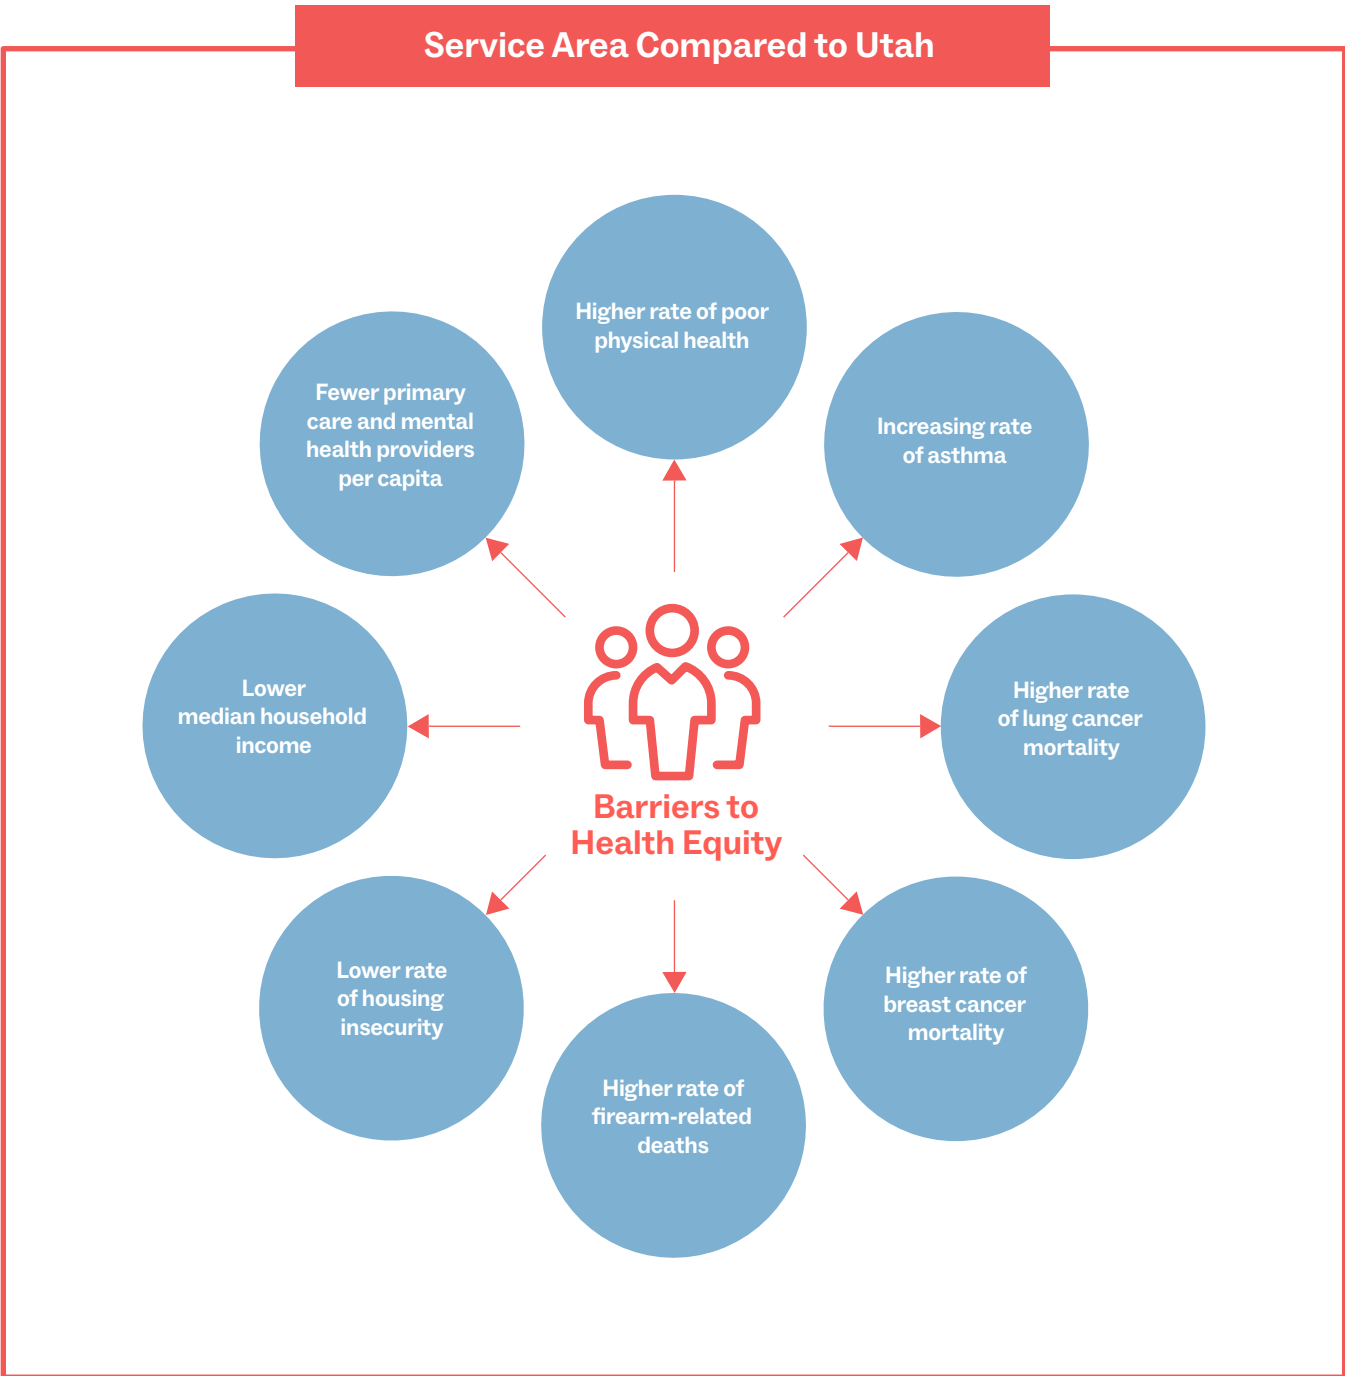 Service Area Compared to Utah
Higher rate of poor
physical health
Increasing rate
of asthma
Higher rate
of lung cancer
mortality
Higher rate of
breast cancer
mortality
Higher rate of
firearm-related
deaths
Lower rate
of housing
insecurity
Lower
median household
income
Fewer primary
care and mental
health providers
per capita
Barriers to
Health Equity